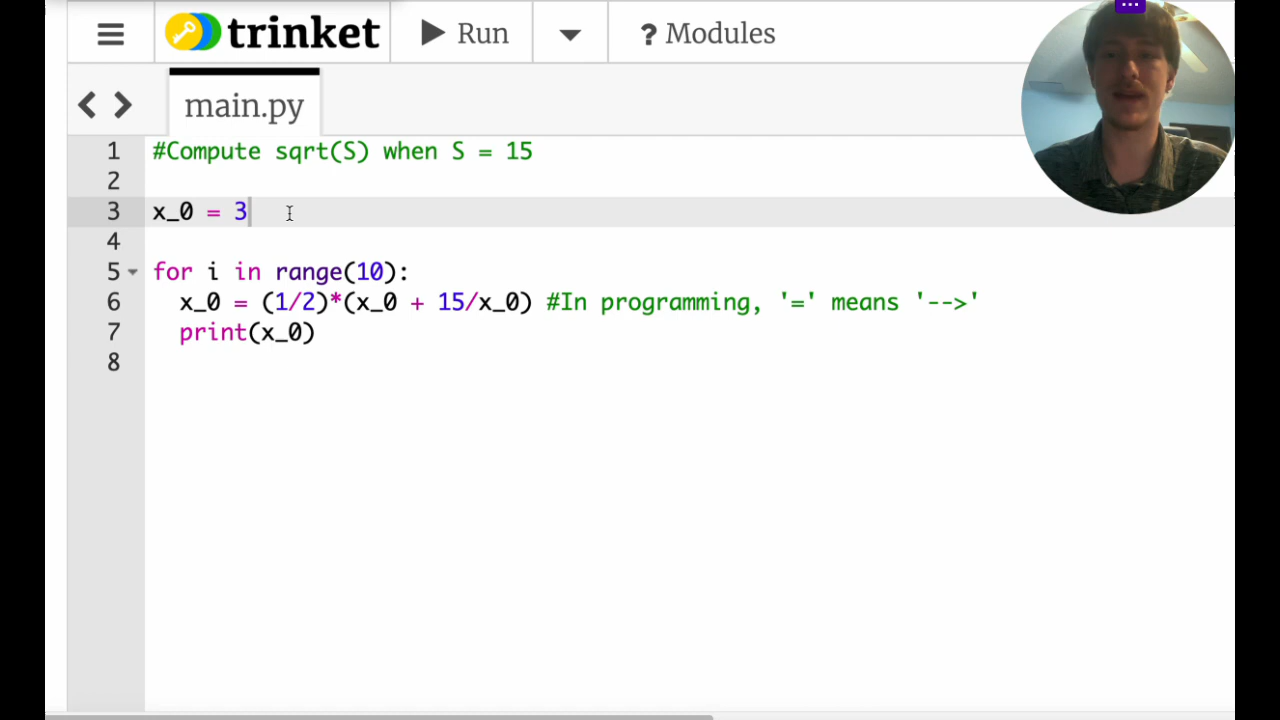 trinket
Run
? Modules
main.py
1 #Compute sqrt(S) when S = 15
2
3 x_0 = 3
4
5 for i in range(10):
6 x_0 = (1/2)*(x_0 + 15/x_0) #In programming, '=' means '-->'
7 print(x_0)
8